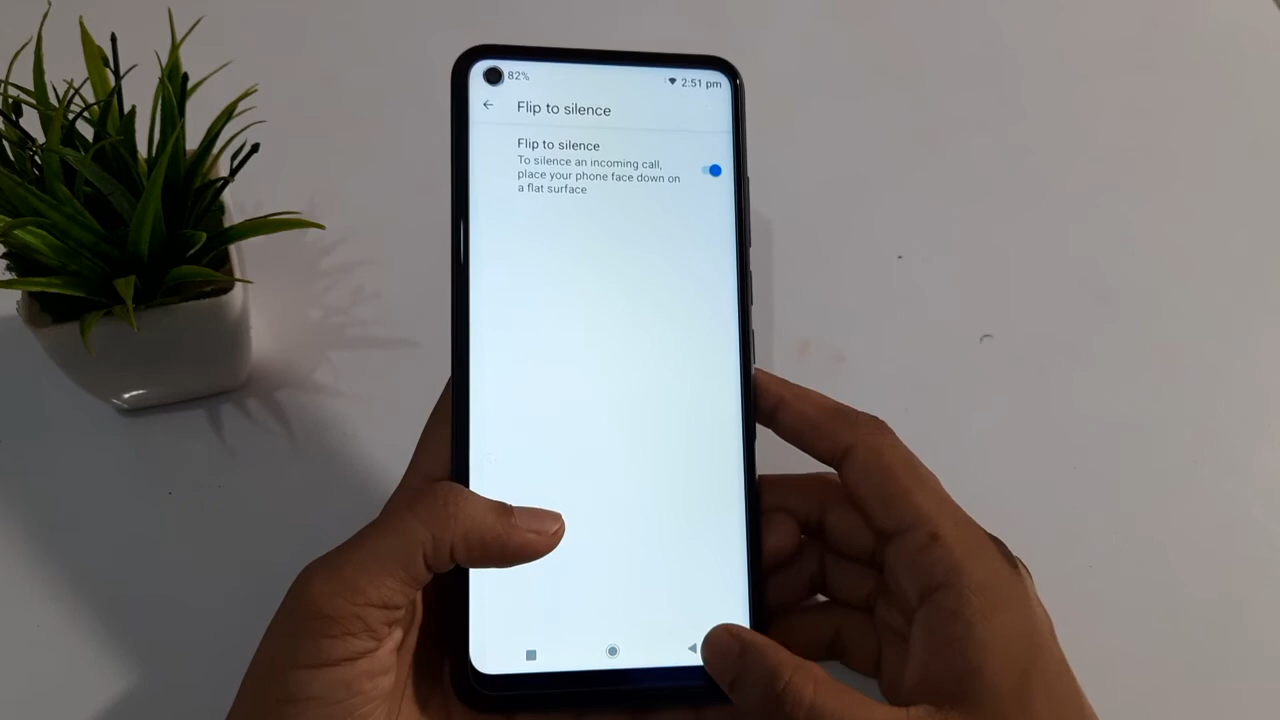 82%
2:51 pm
Flip to silence
Flip to silence
To silence an incoming call,
place your phone face down on
a flat surface